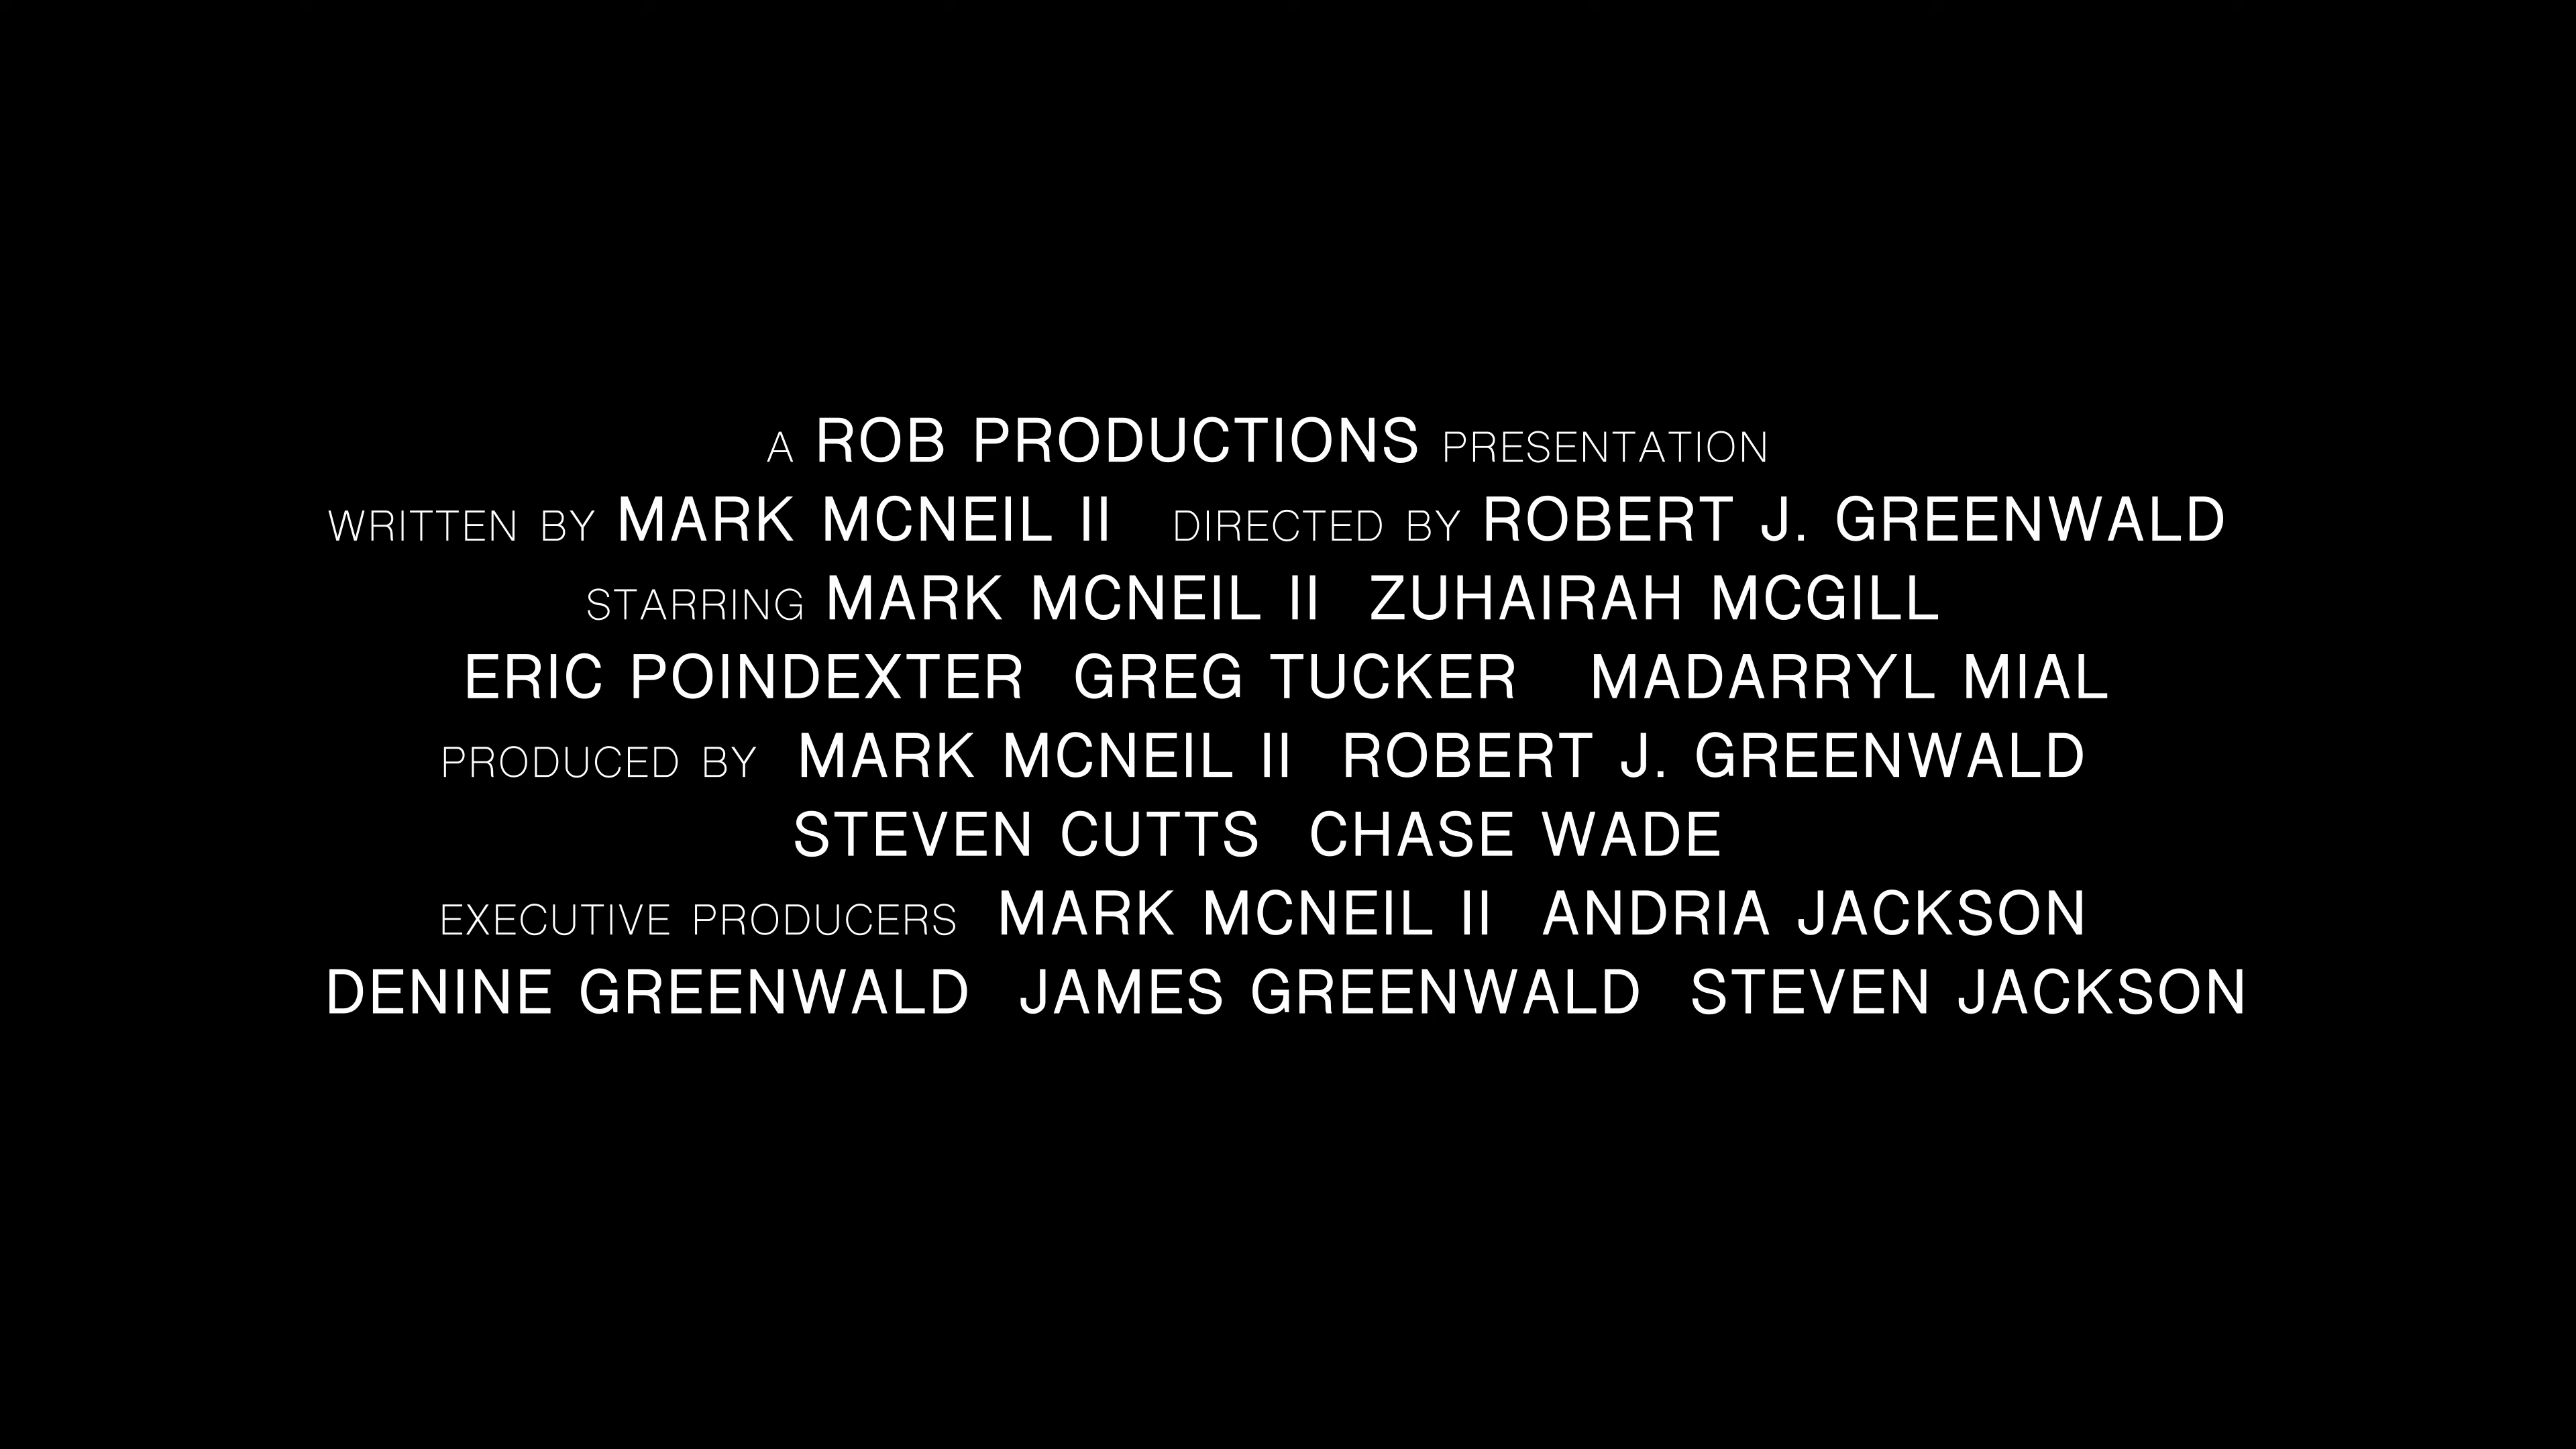 A ROB PRODUCTIONS PRESENTATION
WRITTEN BY MARK MCNEIL II DIRECTED BY ROBERT J. GREENWALD
STARRING MARK MCNEIL II ZUHAIRAH MCGILL
ERIC POINDEXTER GREG TUCKER MADARRYL MIAL
PRODUCED BY MARK MCNEIL II ROBERT J. GREENWALD
STEVEN CUTTS CHASE WADE
EXECUTIVE PRODUCERS MARK MCNEIL II ANDRIA JACKSON
DENINE GREENWALD JAMES GREENWALD STEVEN JACKSON